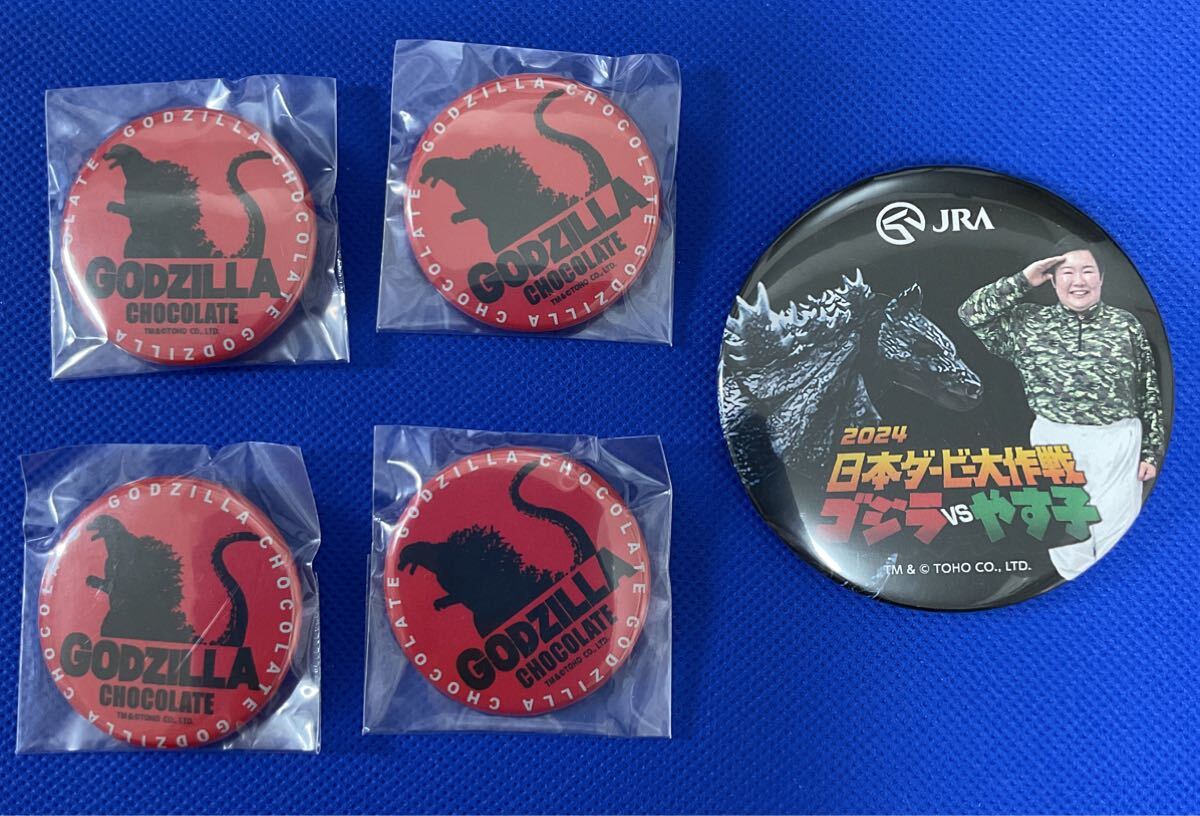 GODZILLA CHOCOLATE GODZILLA CHOCOLATE
GODZILLA
CHOCOLATE
TM&©TOHO CO., LTD.
GODZILLA CHOCOLATE GODZILLA CHOCOLATE
GODZILLA
CHOCOLATE
TM&©TOHO CO., LTD.
JRA
2024
日本ダービー大作戦
ゴジラVSやす子
TM & © TOHO CO., LTD.
GODZILLA CHOCOLATE GODZILLA CHOCOLATE
GODZILLA
CHOCOLATE
TM&©TOHO CO., LTD.
GODZILLA CHOCOLATE GODZILLA CHOCOLATE
GODZILLA
CHOCOLATE
TM&©TOHO CO., LTD.